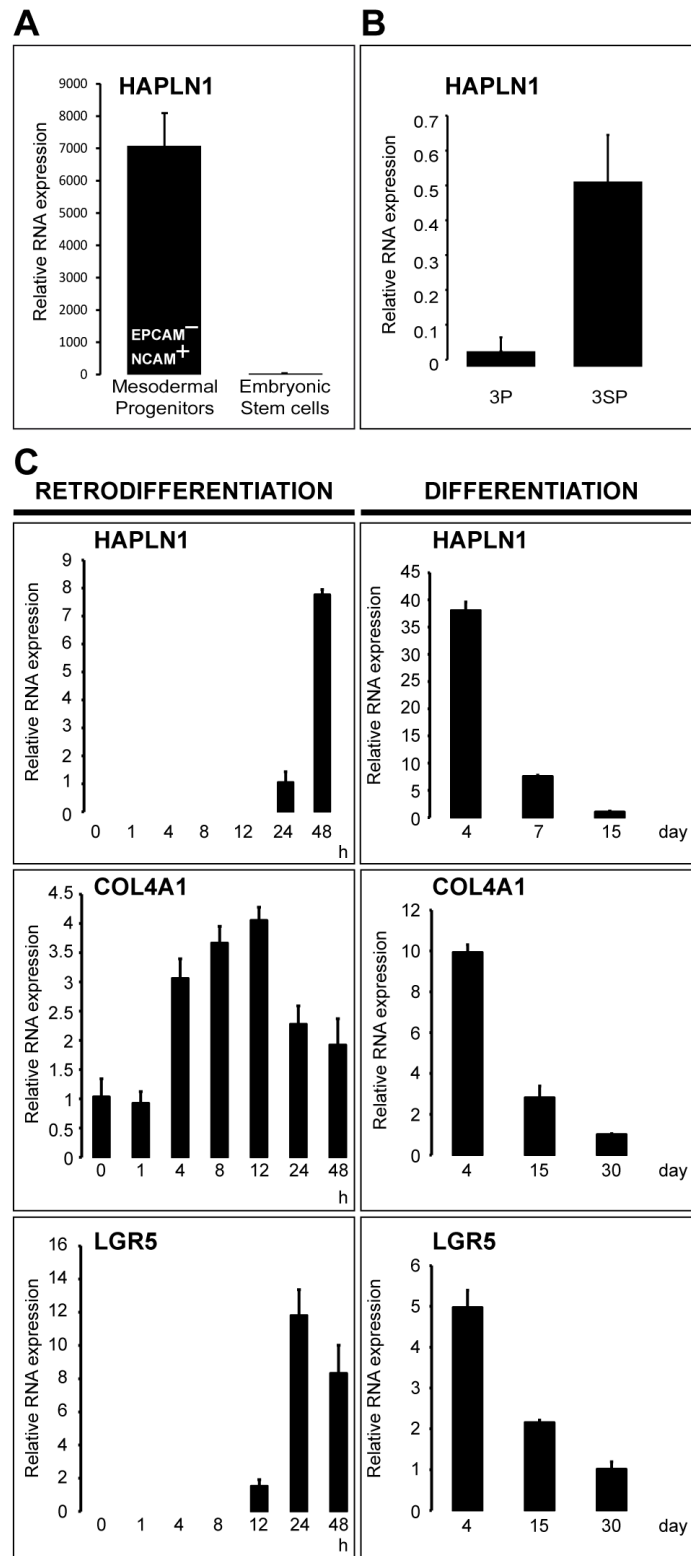 A
HAPLN1
Relative RNA expression
9000
8000
7000
6000
5000
4000
3000
2000
1000
0
EPCAM−
NCAM+
Mesodermal
Progenitors
Embryonic
Stem cells
B
HAPLN1
Relative RNA expression
0.7
0.6
0.5
0.4
0.3
0.2
0.1
0
3P 3SP
C
RETRODIFFERENTIATION
DIFFERENTIATION
HAPLN1
Relative RNA expression
9
8
7
6
5
4
3
2
1
0
0 1 4 8 12 24 48
h
HAPLN1
Relative RNA expression
45
40
35
30
25
20
15
10
5
0
4 7 15 day
COL4A1
Relative RNA expression
4.5
4
3.5
3
2.5
2
1.5
1
0.5
0
0 1 4 8 12 24 48
h
COL4A1
Relative RNA expression
12
10
8
6
4
2
0
4 15 30 day
LGR5
Relative RNA expression
16
14
12
10
8
6
4
2
0
0 1 4 8 12 24 48
h
LGR5
Relative RNA expression
6
5
4
3
2
1
0
4 15 30 day